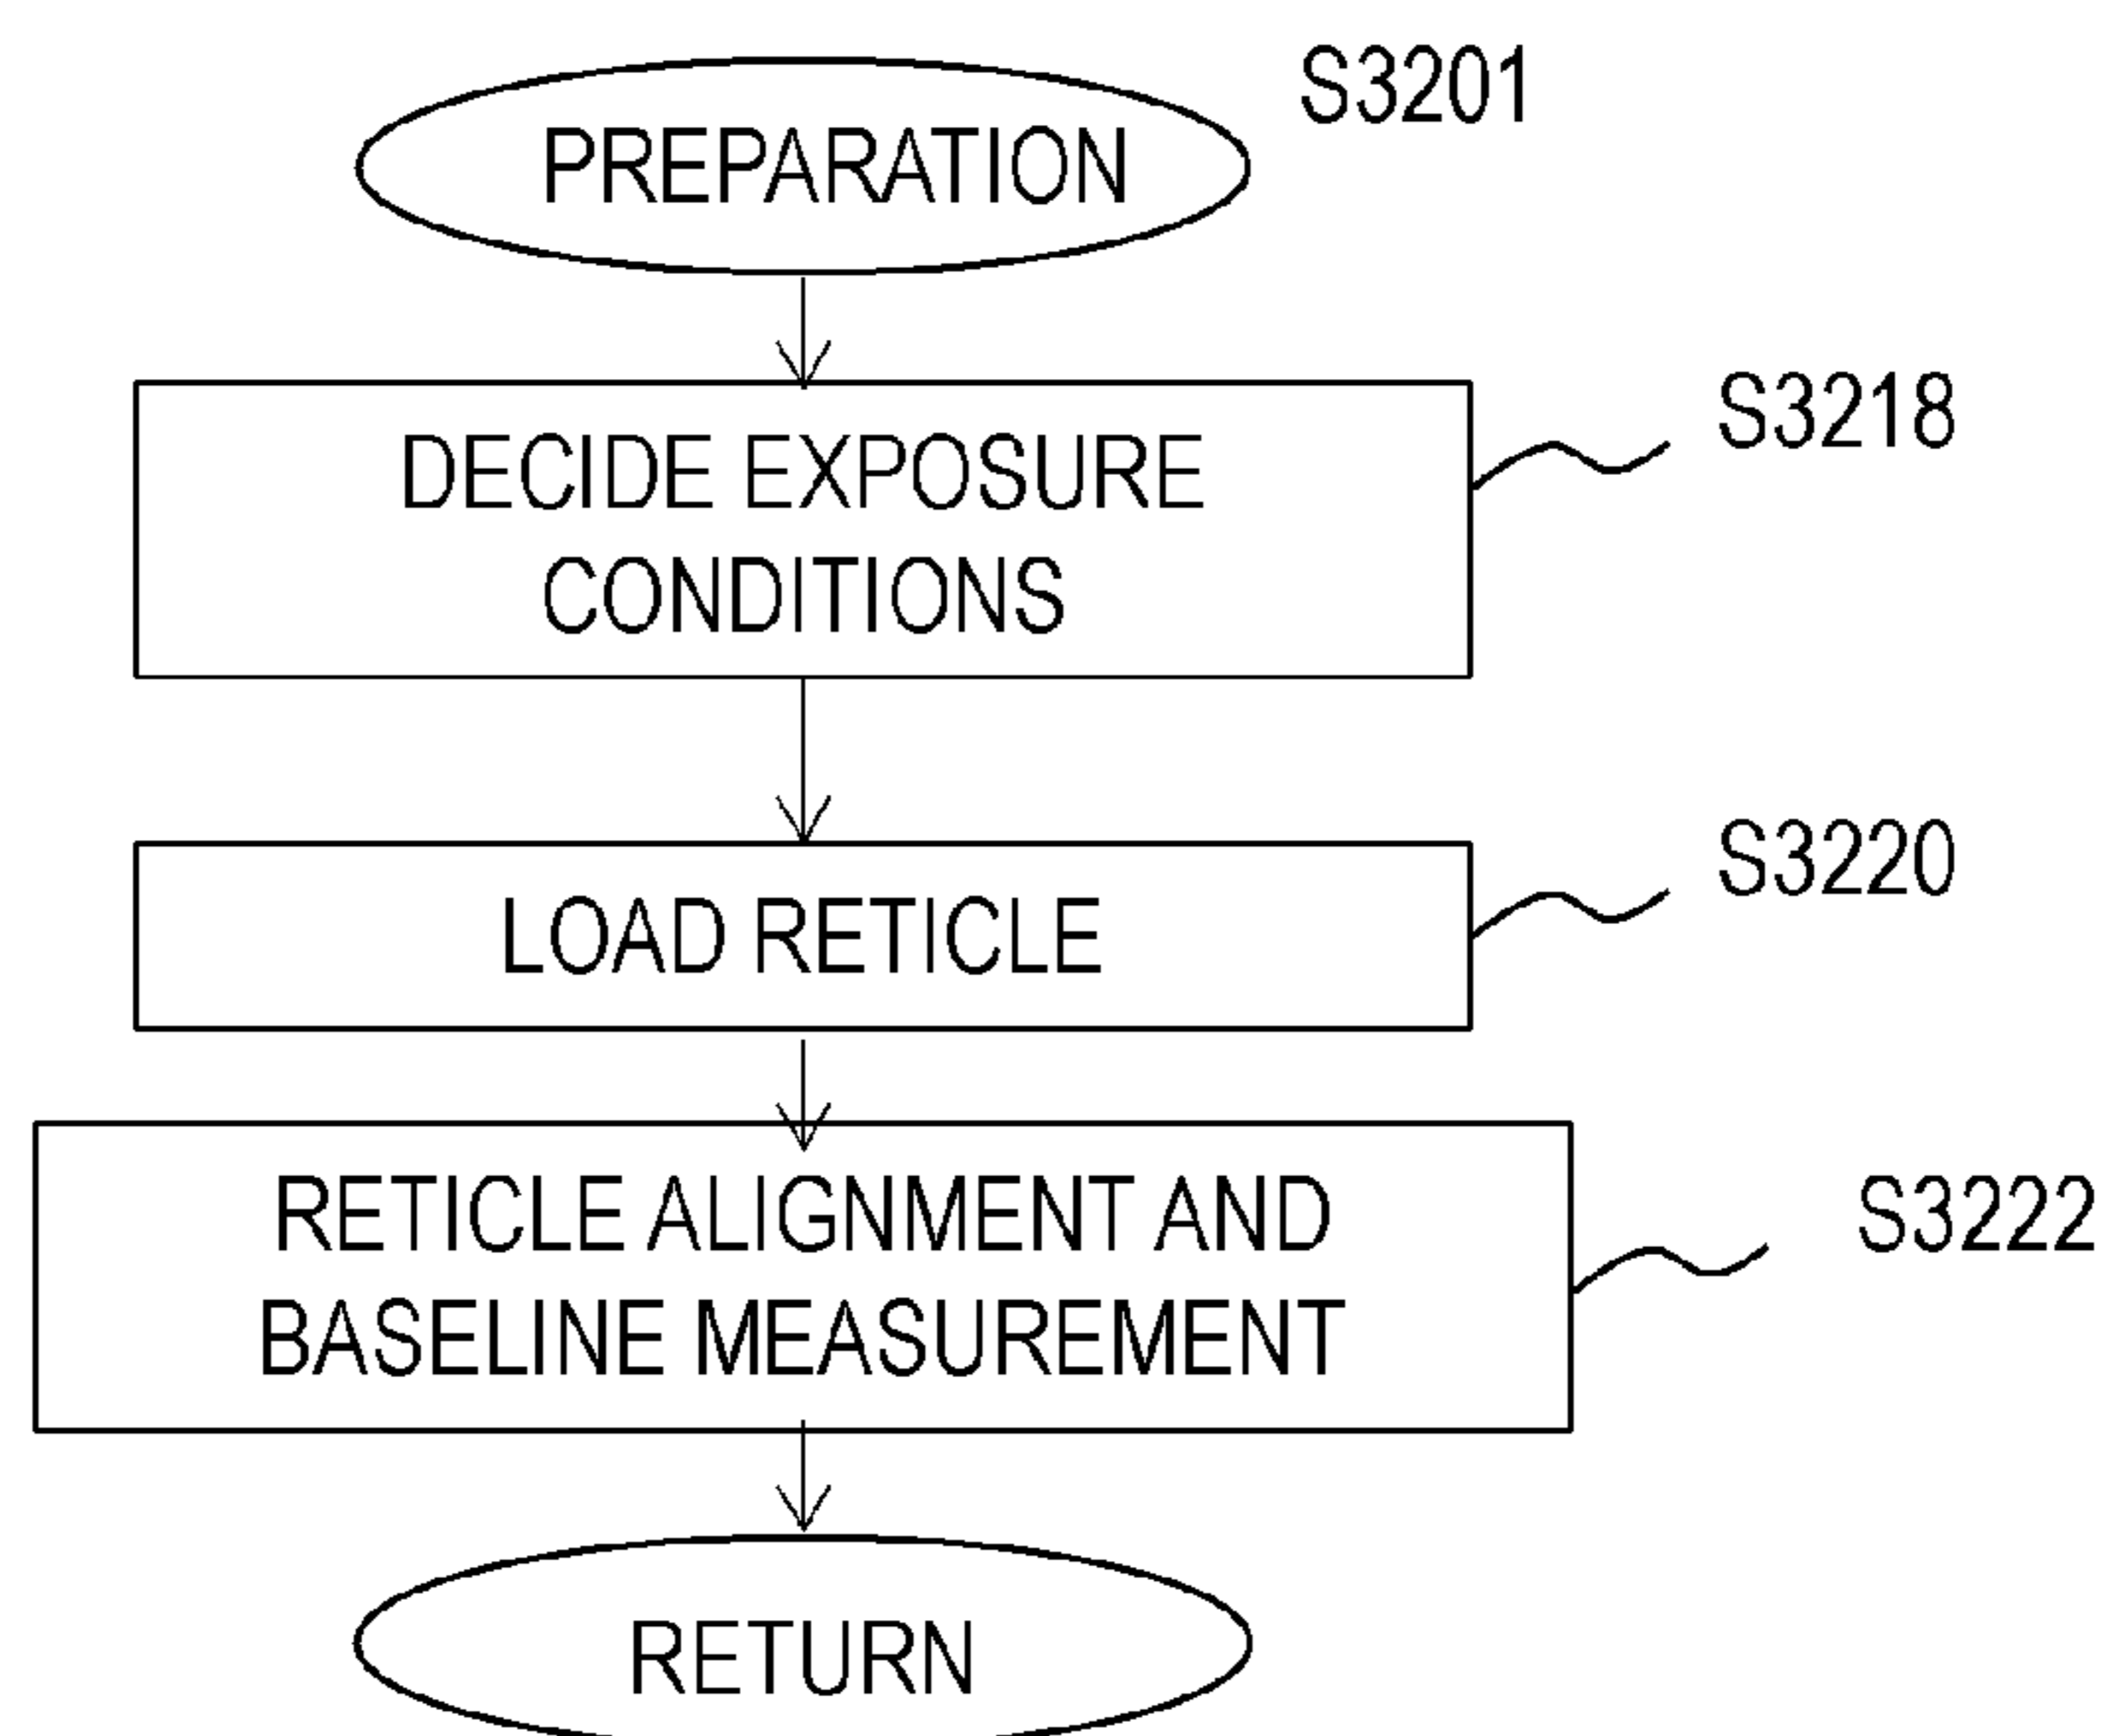 PREPARATION
S3201
DECIDE EXPOSURE
CONDITIONS
S3218
LOAD RETICLE
S3220
RETICLE ALIGNMENT AND
BASELINE MEASUREMENT
S3222
RETURN